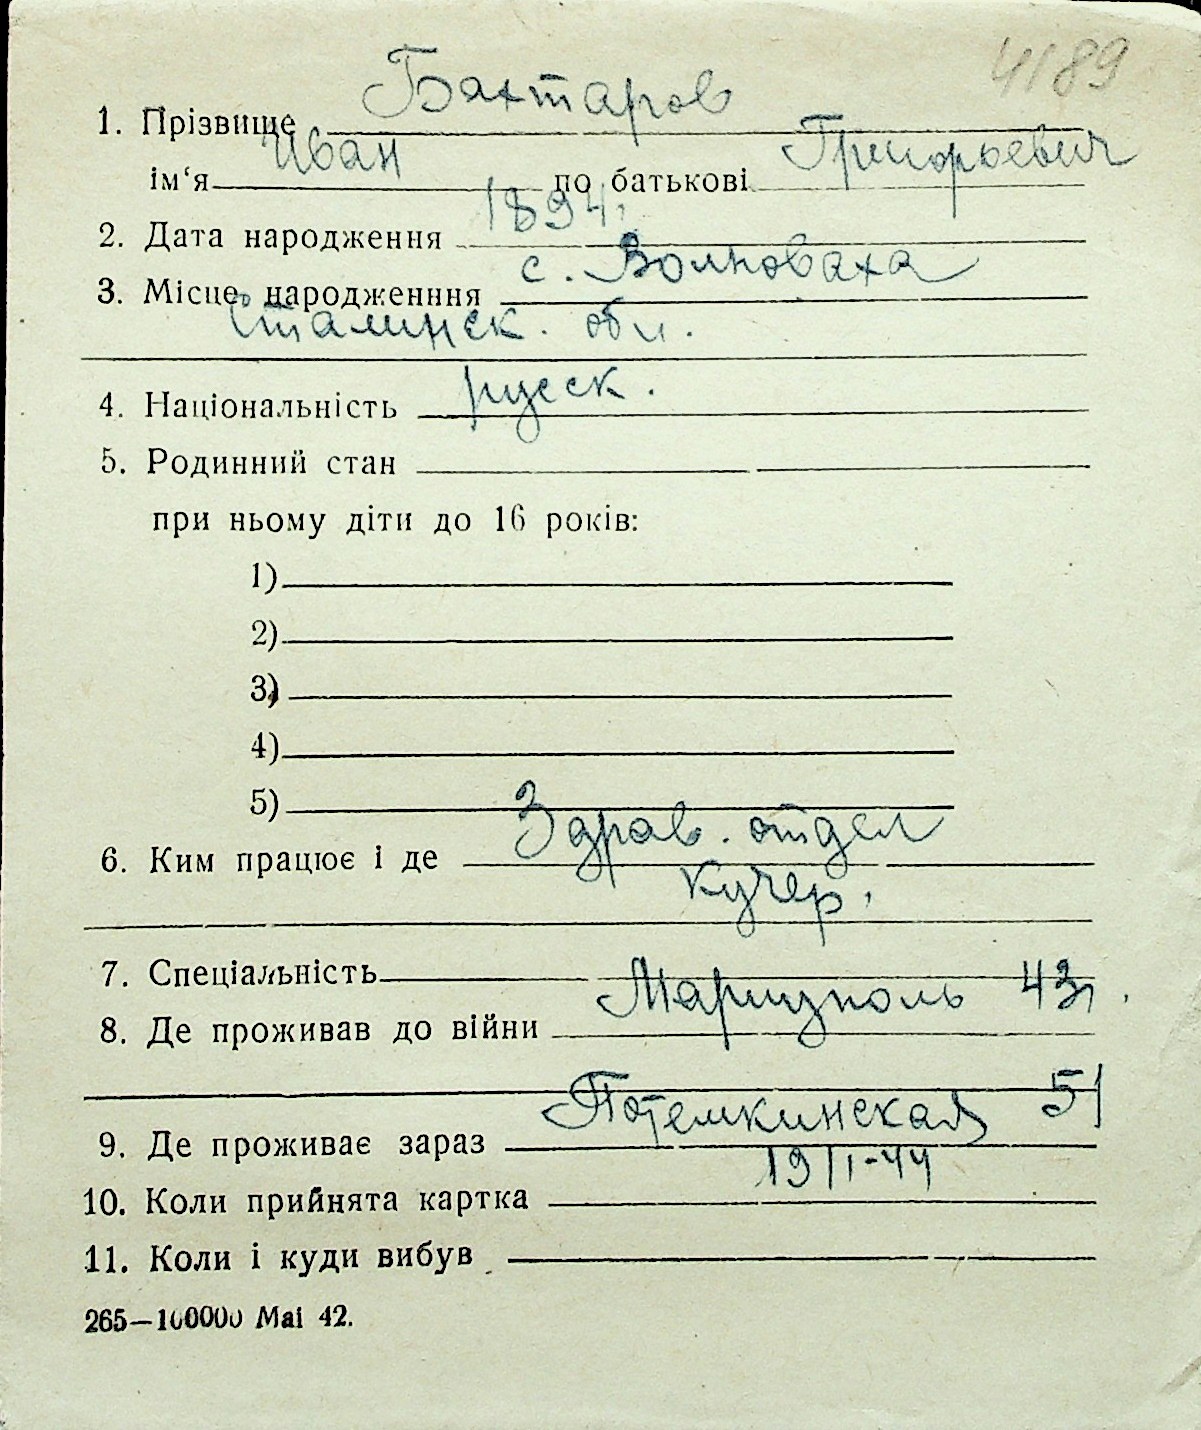 4189
1. Прізвище Бахтаров
ім‘я Иван по батькові Григорьевич
2. Дата народження 1894.
3. Місце народженння с. Волноваха
Сталинск. обл.
4. Національність русск.
5. Родинний стан
при ньому діти до 16 років:
1)
2)
3)
4)
5)
6. Ким працює і де Здрав. отдел
кучер.
7. Спеціальність
8. Де проживав до війни Мариуполь 43г.
9. Де проживає зараз Потемкинская 51
10. Коли прийнята картка 19/I-44
11. Коли і куди вибув
265—100000 Mai 42.